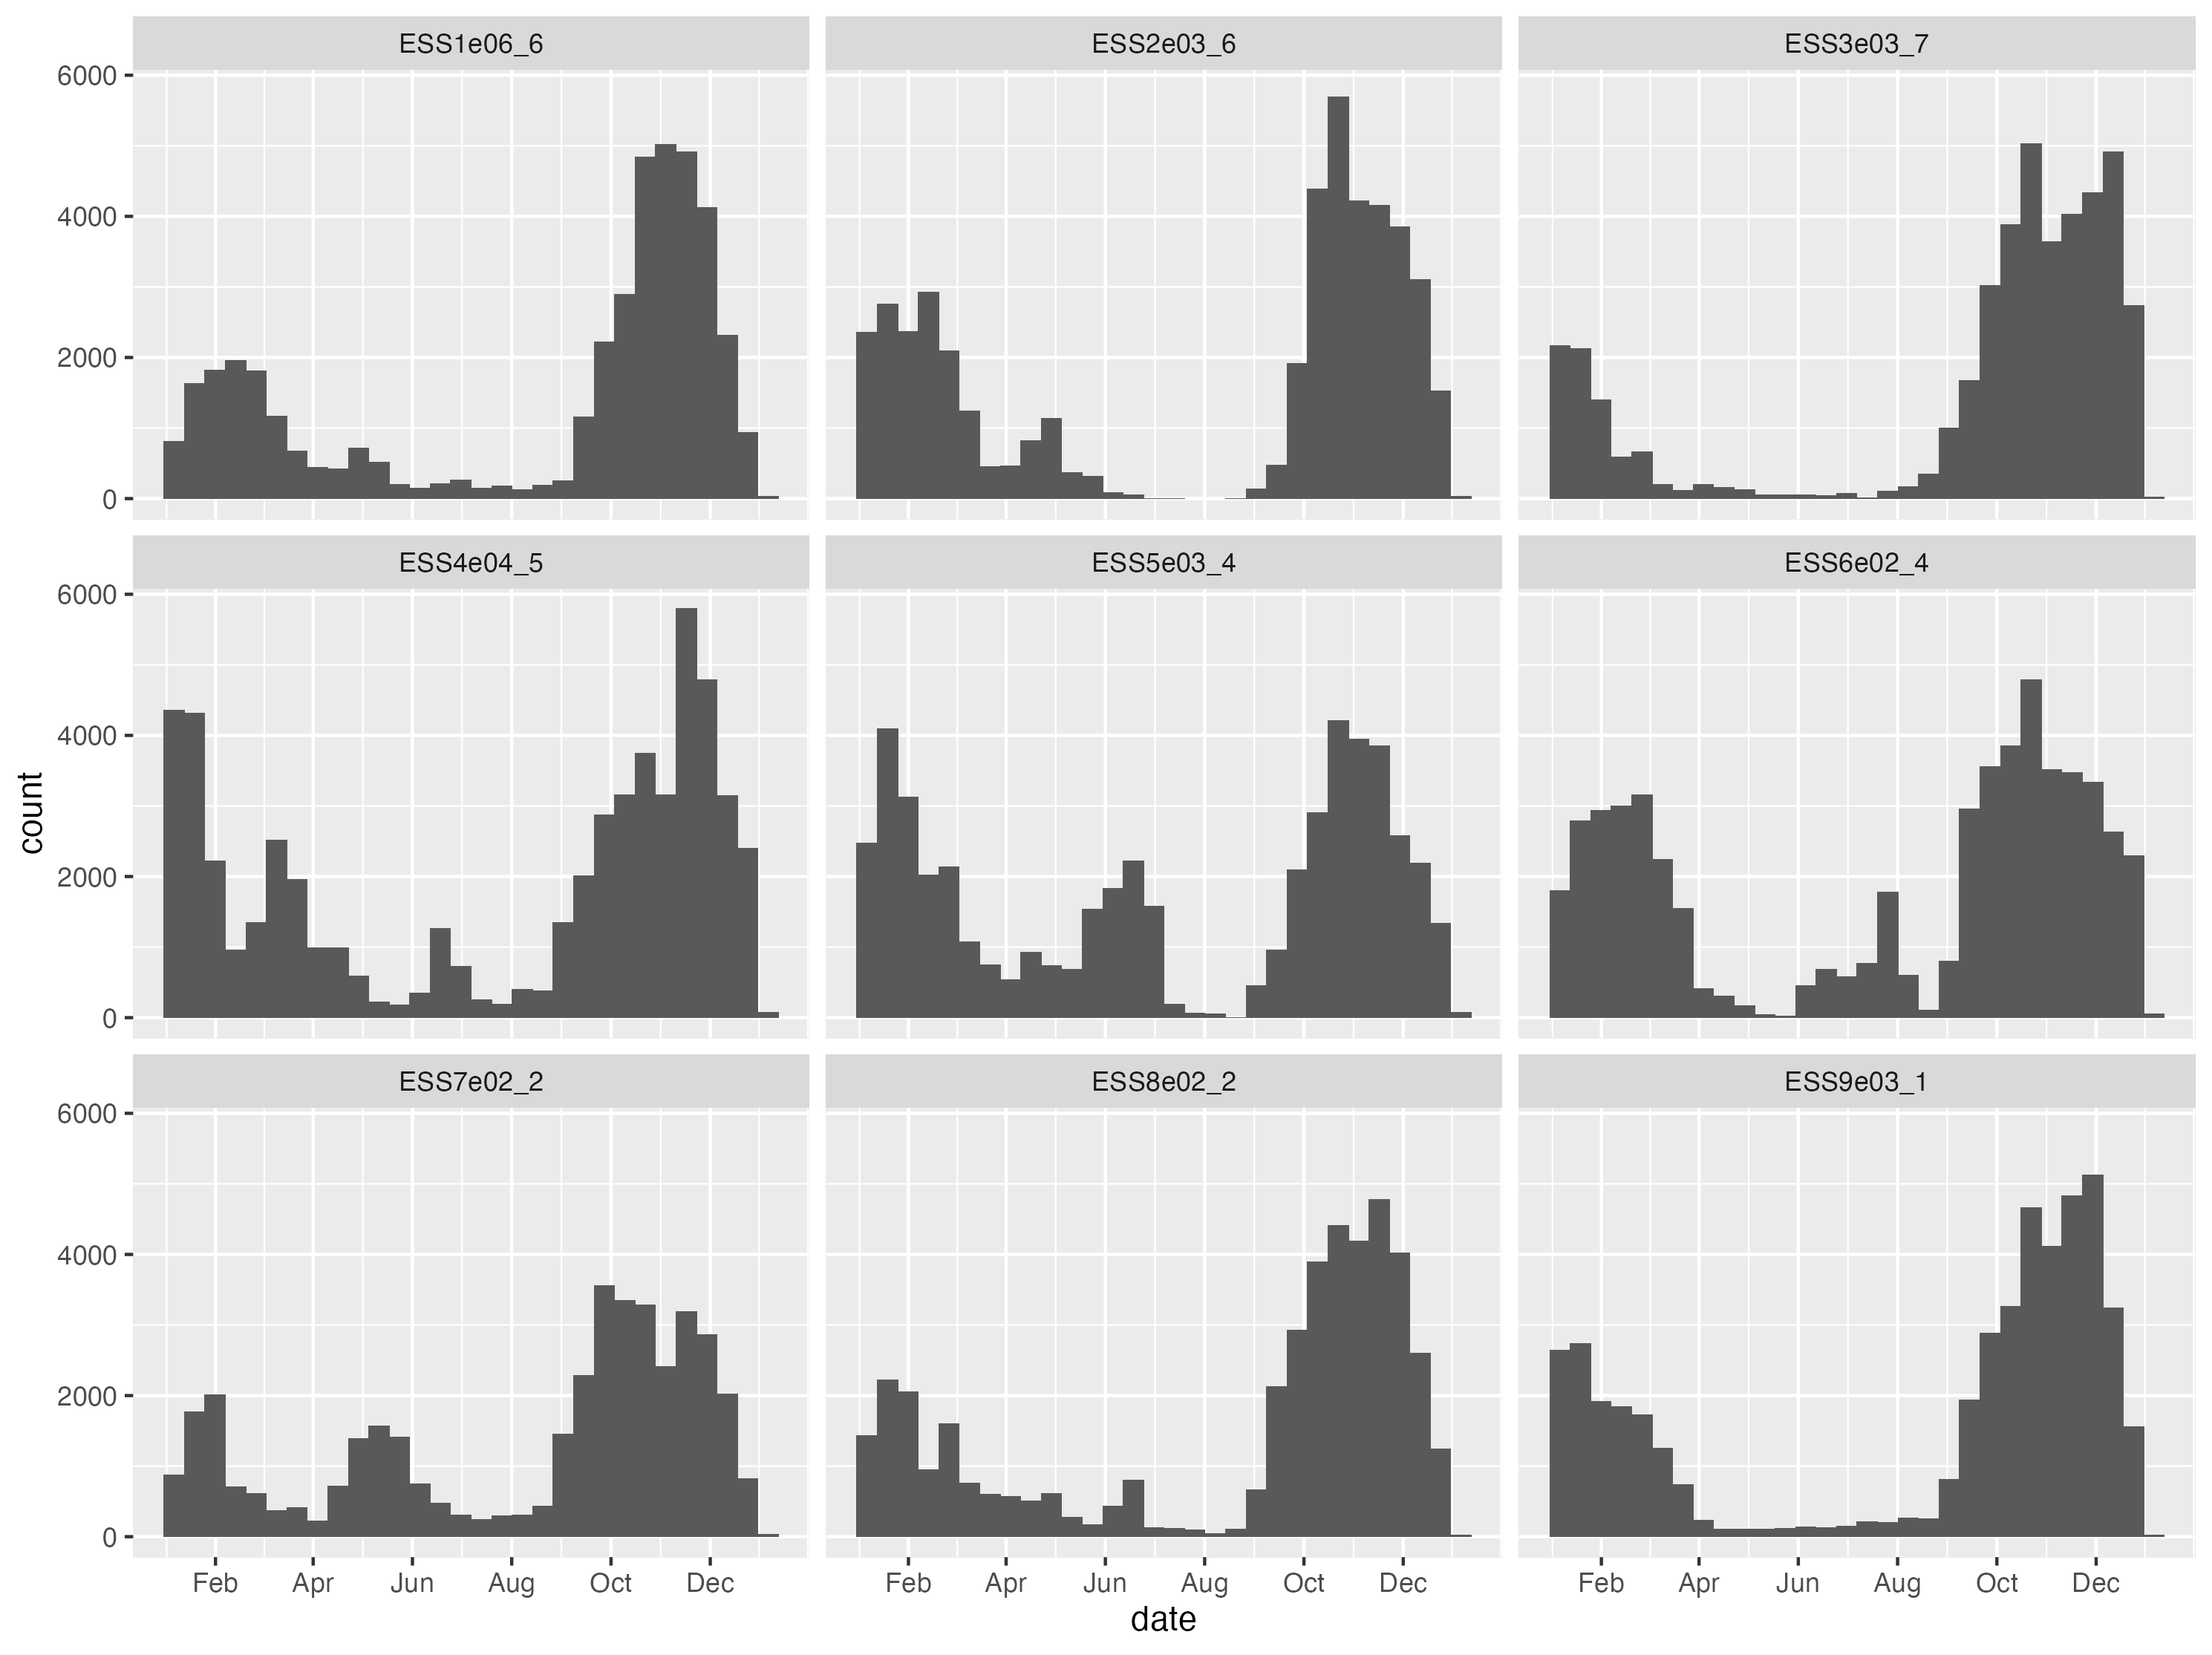 ESS1e06_6 ESS2e03_6 ESS3e03_7
6000
4000
2000
0
ESS4e04_5 ESS5e03_4 ESS6e02_4
6000
4000
2000
0
count
ESS7e02_2 ESS8e02_2 ESS9e03_1
6000
4000
2000
0
Feb Apr Jun Aug Oct Dec Feb Apr Jun Aug Oct Dec Feb Apr Jun Aug Oct Dec
date